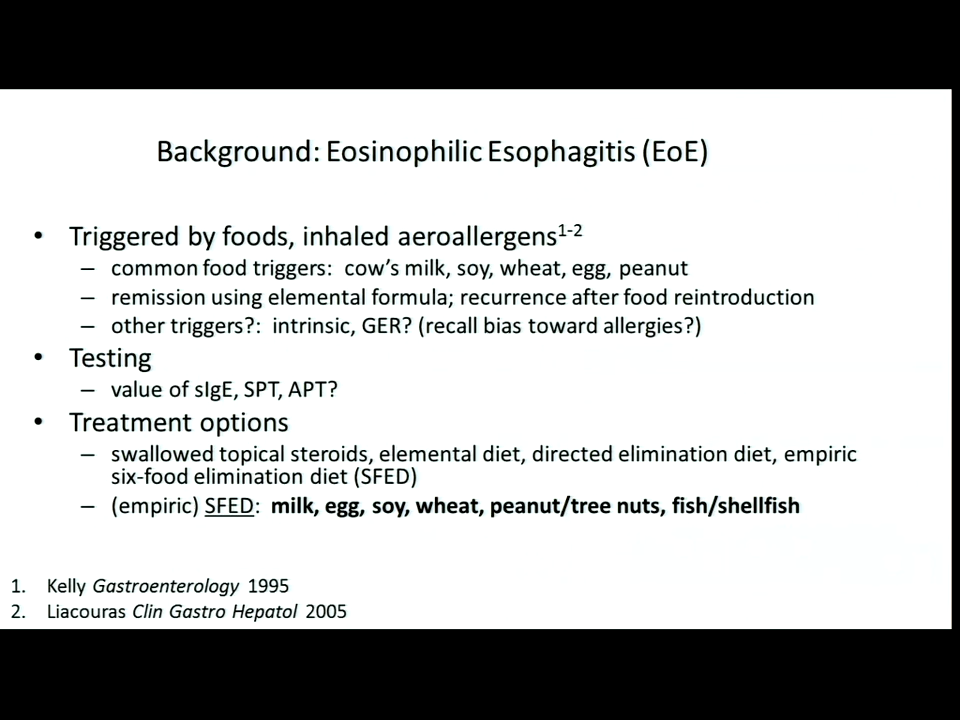 Background: Eosinophilic Esophagitis (EoE)
• Triggered by foods, inhaled aeroallergens1-2
– common food triggers: cow's milk, soy, wheat, egg, peanut
– remission using elemental formula; recurrence after food reintroduction
– other triggers?: intrinsic, GER? (recall bias toward allergies?)
• Testing
– value of sIgE, SPT, APT?
• Treatment options
– swallowed topical steroids, elemental diet, directed elimination diet, empiric
six-food elimination diet (SFED)
– (empiric) SFED: milk, egg, soy, wheat, peanut/tree nuts, fish/shellfish
1. Kelly Gastroenterology 1995
2. Liacouras Clin Gastro Hepatol 2005